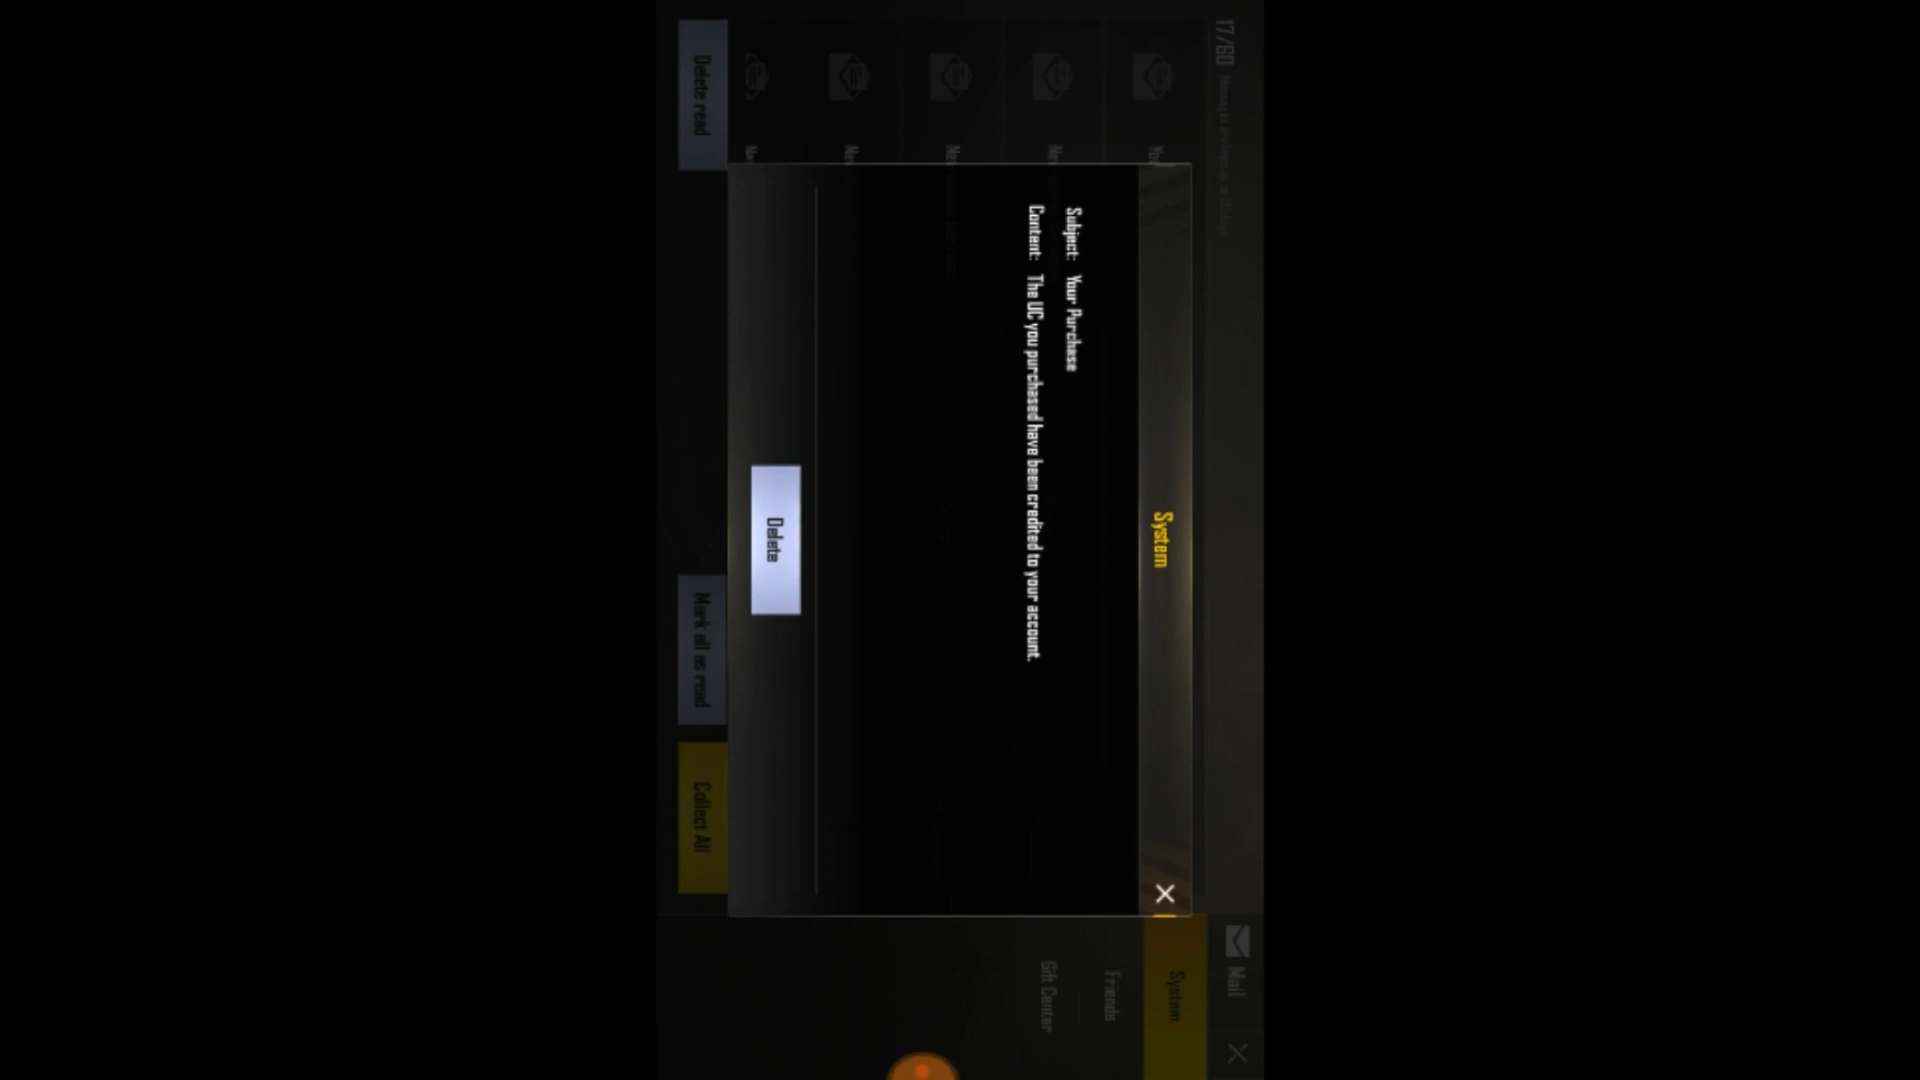 17/60
Mail
System
Friends
Gift Center
System
Subject: Your Purchase
Content: The UC you purchased have been credited to your account.
Delete
Delete read
Mark all as read
Collect All